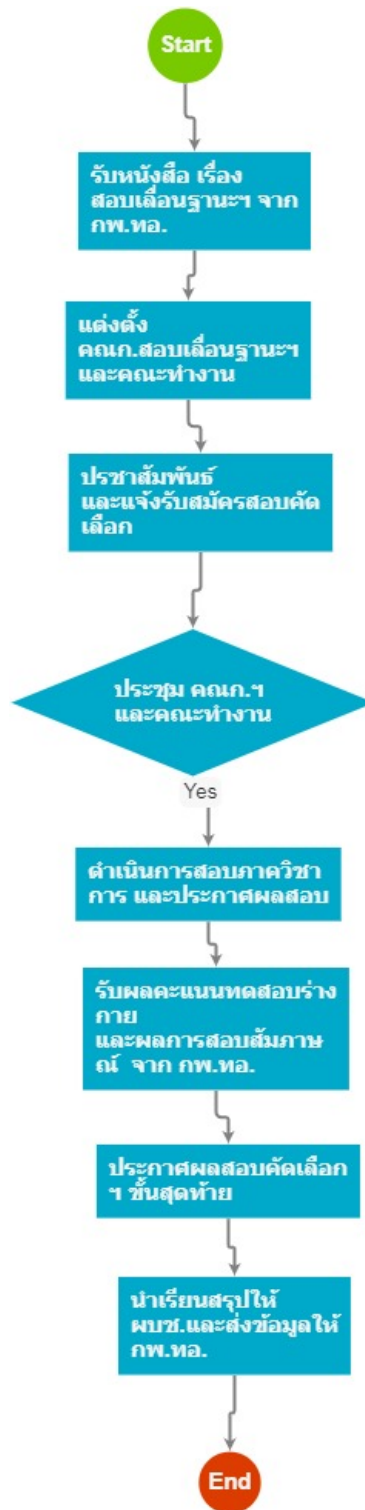 Start
รับหนังสือ เรื่อง
สอบเลื่อนฐานะฯ จาก
กพ.ทอ.
แต่งตั้ง
คณก.สอบเลื่อนฐานะฯ
และคณะทำงาน
ปรชาสัมพันธ์
และแจ้งรับสมัครสอบคัด
เลือก
ประชุม คณก.ฯ
และคณะทำงาน
Yes
ดำเนินการสอบภาควิชา
การ และประกาศผลสอบ
รับผลคะแนนทดสอบร่าง
กาย
และผลการสอบสัมภาษ
ณ์ จาก กพ.ทอ.
ประกาศผลสอบคัดเลือก
ฯ ขั้นสุดท้าย
นำเรียนสรุปให้
ผบช.และส่งข้อมูลให้
กพ.ทอ.
End